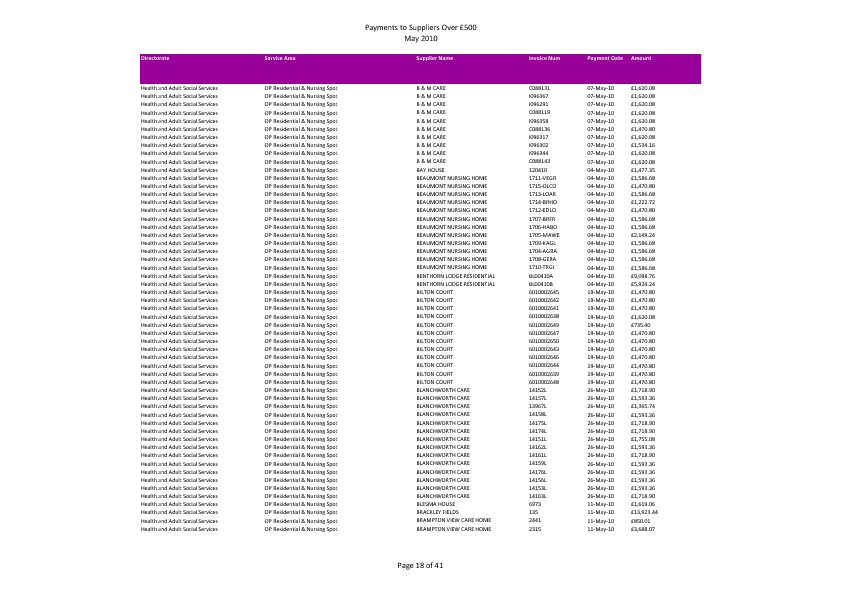 Payments to Suppliers Over £500
May 2010
Directorate Service Area Supplier Name Invoice Num Payment Date Amount
Health and Adult Social Services OP Residential & Nursing Spot B & M CARE C088131 07-May-10 £1,620.08
Health and Adult Social Services OP Residential & Nursing Spot B & M CARE K096367 07-May-10 £1,620.08
Health and Adult Social Services OP Residential & Nursing Spot B & M CARE K096291 07-May-10 £1,620.08
Health and Adult Social Services OP Residential & Nursing Spot B & M CARE C088119 07-May-10 £1,620.08
Health and Adult Social Services OP Residential & Nursing Spot B & M CARE K096358 07-May-10 £1,620.08
Health and Adult Social Services OP Residential & Nursing Spot B & M CARE C088136 07-May-10 £1,470.80
Health and Adult Social Services OP Residential & Nursing Spot B & M CARE K096317 07-May-10 £1,620.08
Health and Adult Social Services OP Residential & Nursing Spot B & M CARE K096302 07-May-10 £1,534.16
Health and Adult Social Services OP Residential & Nursing Spot B & M CARE K096344 07-May-10 £1,620.08
Health and Adult Social Services OP Residential & Nursing Spot B & M CARE C088143 07-May-10 £1,620.08
Health and Adult Social Services OP Residential & Nursing Spot BAY HOUSE 120410 04-May-10 £1,477.35
Health and Adult Social Services OP Residential & Nursing Spot BEAUMONT NURSING HOME 1711-VEGR 04-May-10 £1,586.68
Health and Adult Social Services OP Residential & Nursing Spot BEAUMONT NURSING HOME 1715-OLCO 04-May-10 £1,470.80
Health and Adult Social Services OP Residential & Nursing Spot BEAUMONT NURSING HOME 1713-LOAR 04-May-10 £1,586.68
Health and Adult Social Services OP Residential & Nursing Spot BEAUMONT NURSING HOME 1714-BRHO 04-May-10 £1,222.72
Health and Adult Social Services OP Residential & Nursing Spot BEAUMONT NURSING HOME 1712-EDLO 04-May-10 £1,470.80
Health and Adult Social Services OP Residential & Nursing Spot BEAUMONT NURSING HOME 1707-BRFR 04-May-10 £1,586.68
Health and Adult Social Services OP Residential & Nursing Spot BEAUMONT NURSING HOME 1706-HABO 04-May-10 £1,586.68
Health and Adult Social Services OP Residential & Nursing Spot BEAUMONT NURSING HOME 1705-MAWE 04-May-10 £2,149.24
Health and Adult Social Services OP Residential & Nursing Spot BEAUMONT NURSING HOME 1709-KAGL 04-May-10 £1,586.68
Health and Adult Social Services OP Residential & Nursing Spot BEAUMONT NURSING HOME 1704-AGRA 04-May-10 £1,586.68
Health and Adult Social Services OP Residential & Nursing Spot BEAUMONT NURSING HOME 1708-GERA 04-May-10 £1,586.68
Health and Adult Social Services OP Residential & Nursing Spot BEAUMONT NURSING HOME 1710-TRGI 04-May-10 £1,586.68
Health and Adult Social Services OP Residential & Nursing Spot BENTHORN LODGE RESIDENTIAL BL00410A 04-May-10 £9,098.76
Health and Adult Social Services OP Residential & Nursing Spot BENTHORN LODGE RESIDENTIAL BL00410B 04-May-10 £5,924.24
Health and Adult Social Services OP Residential & Nursing Spot BILTON COURT 6010002645 19-May-10 £1,470.80
Health and Adult Social Services OP Residential & Nursing Spot BILTON COURT 6010002642 19-May-10 £1,470.80
Health and Adult Social Services OP Residential & Nursing Spot BILTON COURT 6010002641 19-May-10 £1,470.80
Health and Adult Social Services OP Residential & Nursing Spot BILTON COURT 6010002638 19-May-10 £1,620.08
Health and Adult Social Services OP Residential & Nursing Spot BILTON COURT 6010002649 19-May-10 £735.40
Health and Adult Social Services OP Residential & Nursing Spot BILTON COURT 6010002647 19-May-10 £1,470.80
Health and Adult Social Services OP Residential & Nursing Spot BILTON COURT 6010002650 19-May-10 £1,470.80
Health and Adult Social Services OP Residential & Nursing Spot BILTON COURT 6010002643 19-May-10 £1,470.80
Health and Adult Social Services OP Residential & Nursing Spot BILTON COURT 6010002646 19-May-10 £1,470.80
Health and Adult Social Services OP Residential & Nursing Spot BILTON COURT 6010002644 19-May-10 £1,470.80
Health and Adult Social Services OP Residential & Nursing Spot BILTON COURT 6010002639 19-May-10 £1,470.80
Health and Adult Social Services OP Residential & Nursing Spot BILTON COURT 6010002648 19-May-10 £1,470.80
Health and Adult Social Services OP Residential & Nursing Spot BLANCHWORTH CARE 14152L 26-May-10 £1,718.90
Health and Adult Social Services OP Residential & Nursing Spot BLANCHWORTH CARE 14157L 26-May-10 £1,593.36
Health and Adult Social Services OP Residential & Nursing Spot BLANCHWORTH CARE 13967L 26-May-10 £1,365.74
Health and Adult Social Services OP Residential & Nursing Spot BLANCHWORTH CARE 14158L 26-May-10 £1,593.36
Health and Adult Social Services OP Residential & Nursing Spot BLANCHWORTH CARE 14175L 26-May-10 £1,718.90
Health and Adult Social Services OP Residential & Nursing Spot BLANCHWORTH CARE 14174L 26-May-10 £1,718.90
Health and Adult Social Services OP Residential & Nursing Spot BLANCHWORTH CARE 14151L 26-May-10 £1,755.08
Health and Adult Social Services OP Residential & Nursing Spot BLANCHWORTH CARE 14162L 26-May-10 £1,593.36
Health and Adult Social Services OP Residential & Nursing Spot BLANCHWORTH CARE 14161L 26-May-10 £1,718.90
Health and Adult Social Services OP Residential & Nursing Spot BLANCHWORTH CARE 14159L 26-May-10 £1,593.36
Health and Adult Social Services OP Residential & Nursing Spot BLANCHWORTH CARE 14176L 26-May-10 £1,593.36
Health and Adult Social Services OP Residential & Nursing Spot BLANCHWORTH CARE 14156L 26-May-10 £1,593.36
Health and Adult Social Services OP Residential & Nursing Spot BLANCHWORTH CARE 14153L 26-May-10 £1,593.36
Health and Adult Social Services OP Residential & Nursing Spot BLANCHWORTH CARE 14163L 26-May-10 £1,718.90
Health and Adult Social Services OP Residential & Nursing Spot BLESMA HOUSE 6973 11-May-10 £1,619.06
Health and Adult Social Services OP Residential & Nursing Spot BRACKLEY FIELDS 135 11-May-10 £13,923.44
Health and Adult Social Services OP Residential & Nursing Spot BRAMPTON VIEW CARE HOME 2441 11-May-10 £850.01
Health and Adult Social Services OP Residential & Nursing Spot BRAMPTON VIEW CARE HOME 2315 11-May-10 £3,688.07
Page 18 of 41